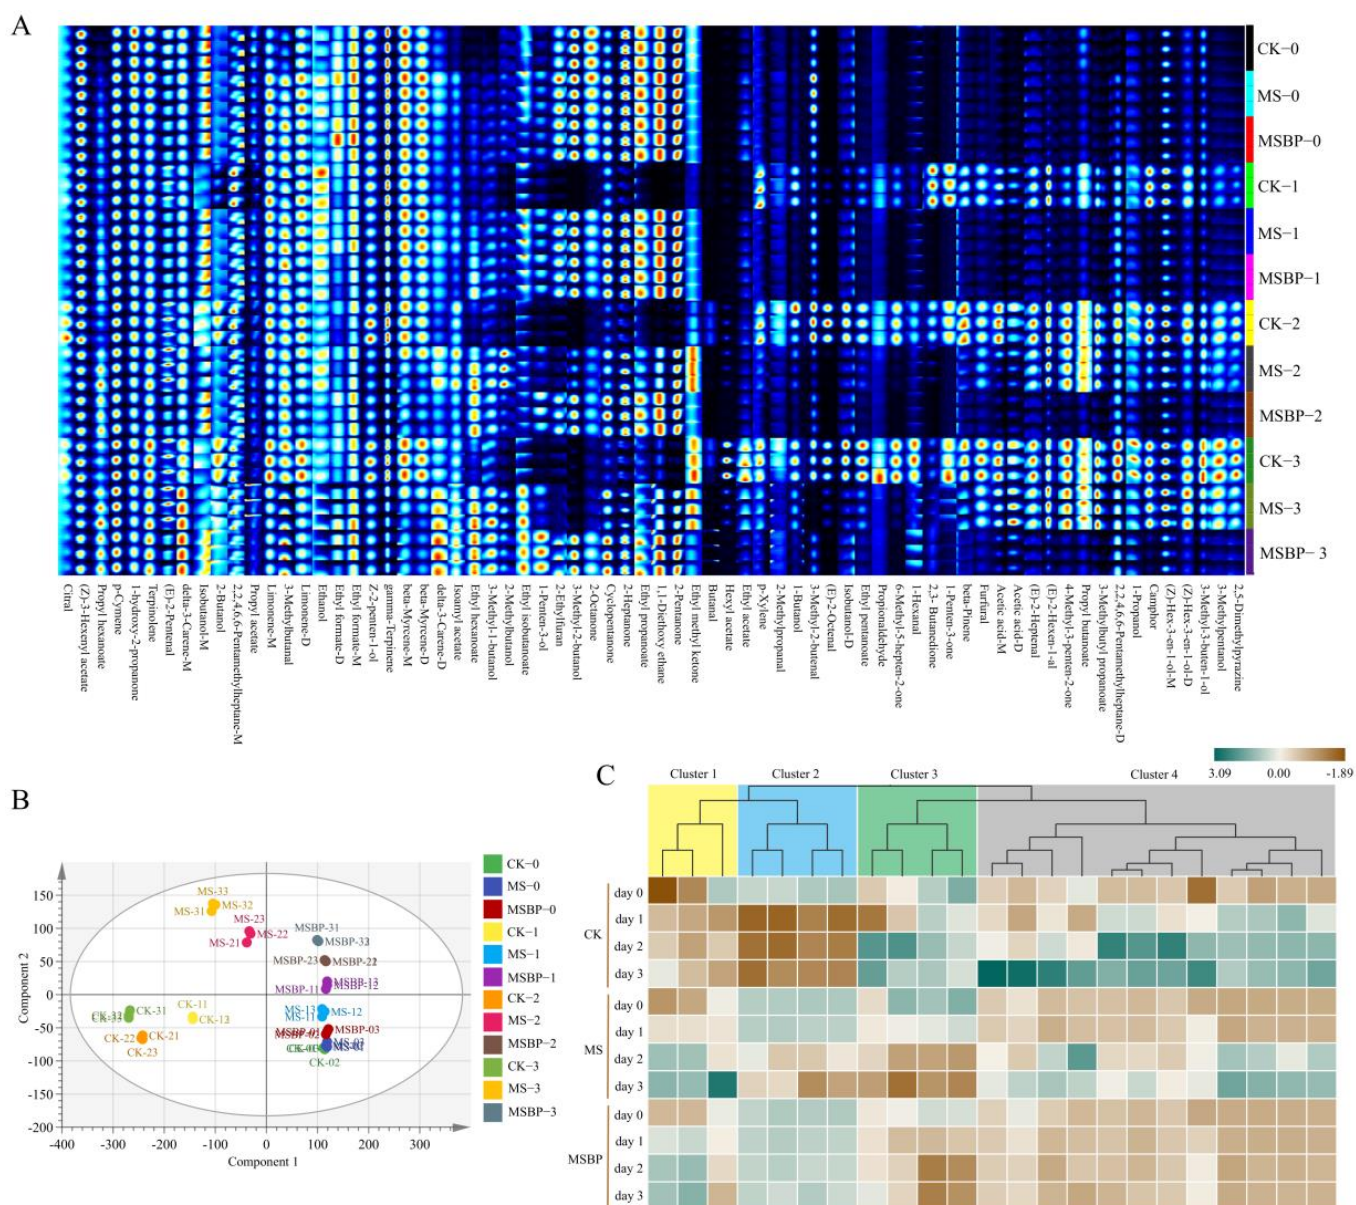 A
CK−0
MS−0
MSBP−0
CK−1
MS−1
MSBP−1
CK−2
MS−2
MSBP−2
CK−3
MS−3
MSBP−3
Citral
(Z)-3-Hexenyl acetate
Propyl hexanoate
p-Cymene
1-hydroxy-2-propanone
Terpinolene
(E)-2-Pentenal
delta-3-Carene-M
Isobutanol-M
2-Butanol
2,2,4,6,6-Pentamethylheptane-M
Propyl acetate
Limonene-M
3-Methylbutanal
Limonene-D
Ethanol
Ethyl formate-D
Ethyl formate-M
Z-2-penten-1-ol
gamma-Terpinene
beta-Myrcene-M
beta-Myrcene-D
delta-3-Carene-D
Isoamyl acetate
Ethyl hexanoate
3-Methyl-1-butanol
2-Methylbutanol
Ethyl isobutanoate
1-Penten-3-ol
2-Ethylfuran
3-Methyl-2-butanol
2-Octanone
Cyclopentanone
2-Heptanone
Ethyl propanoate
1,1-Diethoxy ethane
2-Pentanone
Ethyl methyl ketone
Butanal
Hexyl acetate
Ethyl acetate
p-Xylene
2-Methylpropanal
1-Butanol
3-Methyl-2-butenal
(E)-2-Octenal
Isobutanol-D
Ethyl pentanoate
Propionaldehyde
6-Methyl-5-hepten-2-one
1-Hexanal
2,3- Butanedione
1-Penten-3-one
beta-Pinene
Furfural
Acetic acid-M
Acetic acid-D
(E)-2-Heptenal
(E)-2-Hexen-1-al
4-Methyl-3-penten-2-one
Propyl butanoate
3-Methylbutyl propanoate
2,2,4,6,6-Pentamethylheptane-D
1-Propanol
Camphor
(Z)-Hex-3-en-1-ol-M
(Z)-Hex-3-en-1-ol-D
3-Methyl-3-buten-1-ol
3-Methylpentanol
2,5-Dimethylpyrazine
B
Component 2
150
100
50
0
-50
-100
-150
-200
-400
-300
-200
-100
0
100
200
300
Component 1
MS-33
MS-32
MS-31
MS-23
MS-22
MS-21
MSBP-31
MSBP-23
MSBP-13
MSBP-11
MSBP-12
CK-31
CK-11
CK-21
CK-22
CK-23
MS-13
MS-12
MS-11
MSBP-03
CK-02
CK−0
MS−0
MSBP−0
CK−1
MS−1
MSBP−1
CK−2
MS−2
MSBP−2
CK−3
MS−3
MSBP−3
C
3.09
0.00
-1.89
Cluster 1
Cluster 2
Cluster 3
Cluster 4
CK
day 0
day 1
day 2
day 3
MS
day 0
day 1
day 2
day 3
MSBP
day 0
day 1
day 2
day 3